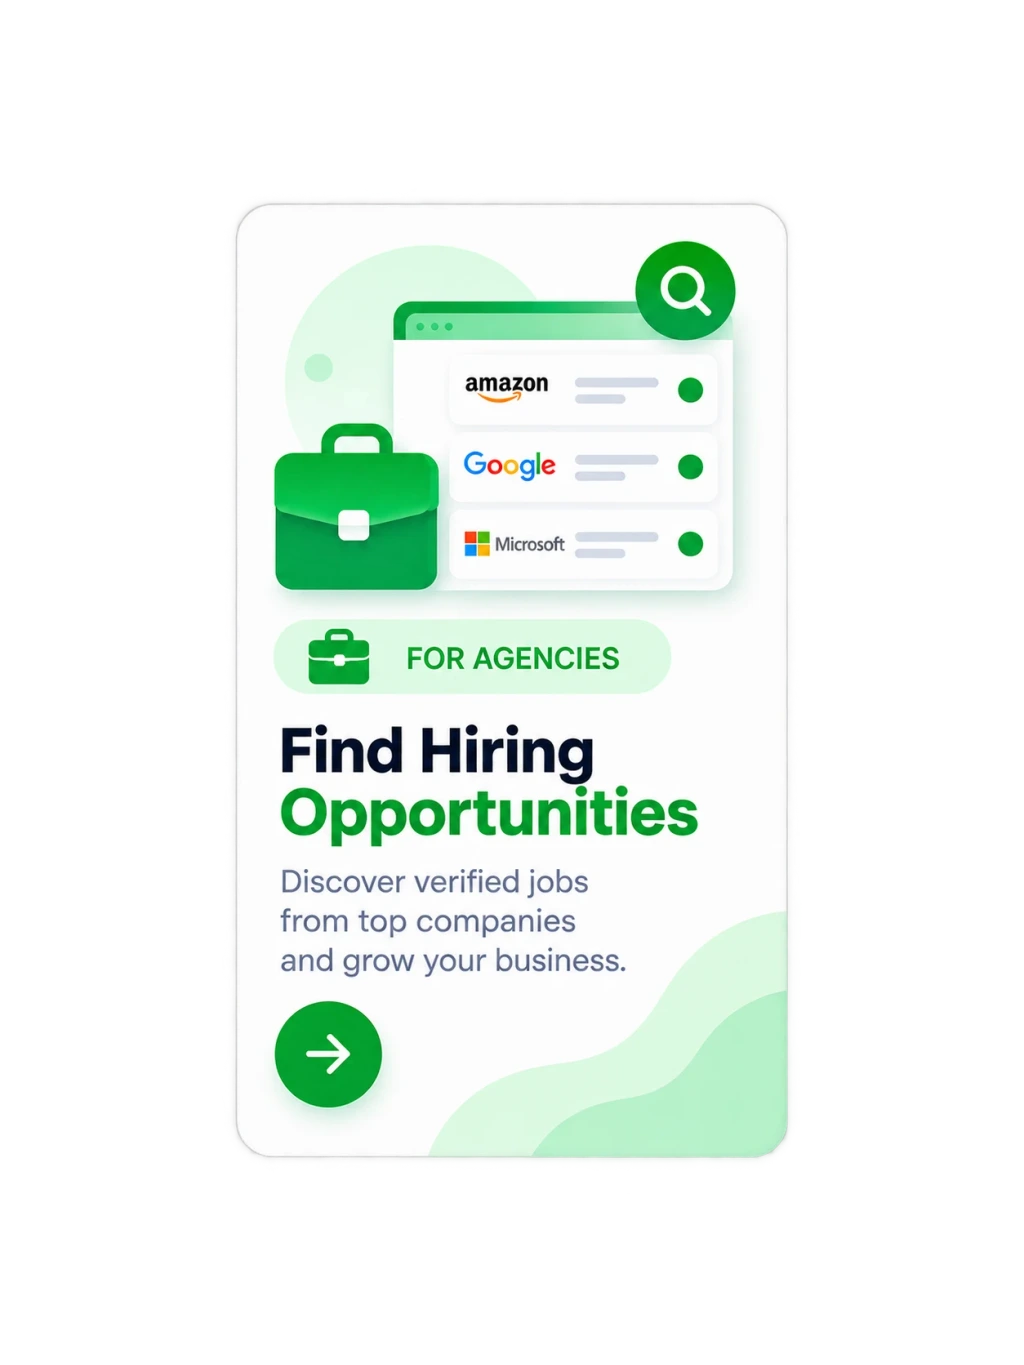 amazon
Google
Microsoft
FOR AGENCIES
Find Hiring
Opportunities
Discover verified jobs
from top companies
and grow your business.